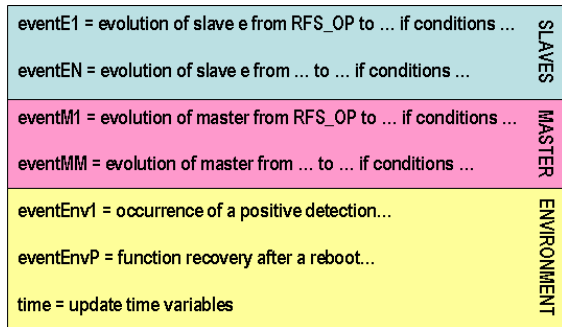 eventE1 = evolution of slave e from RFS_OP to ... if conditions ...
eventEN = evolution of slave e from ... to ... if conditions ...
SLAVES
eventM1 = evolution of master from RFS_OP to ... if conditions ...
eventMM = evolution of master from ... to ... if conditions ...
MASTER
eventEnv1 = occurrence of a positive detection...
eventEnvP = function recovery after a reboot...
time = update time variables
ENVIRONMENT